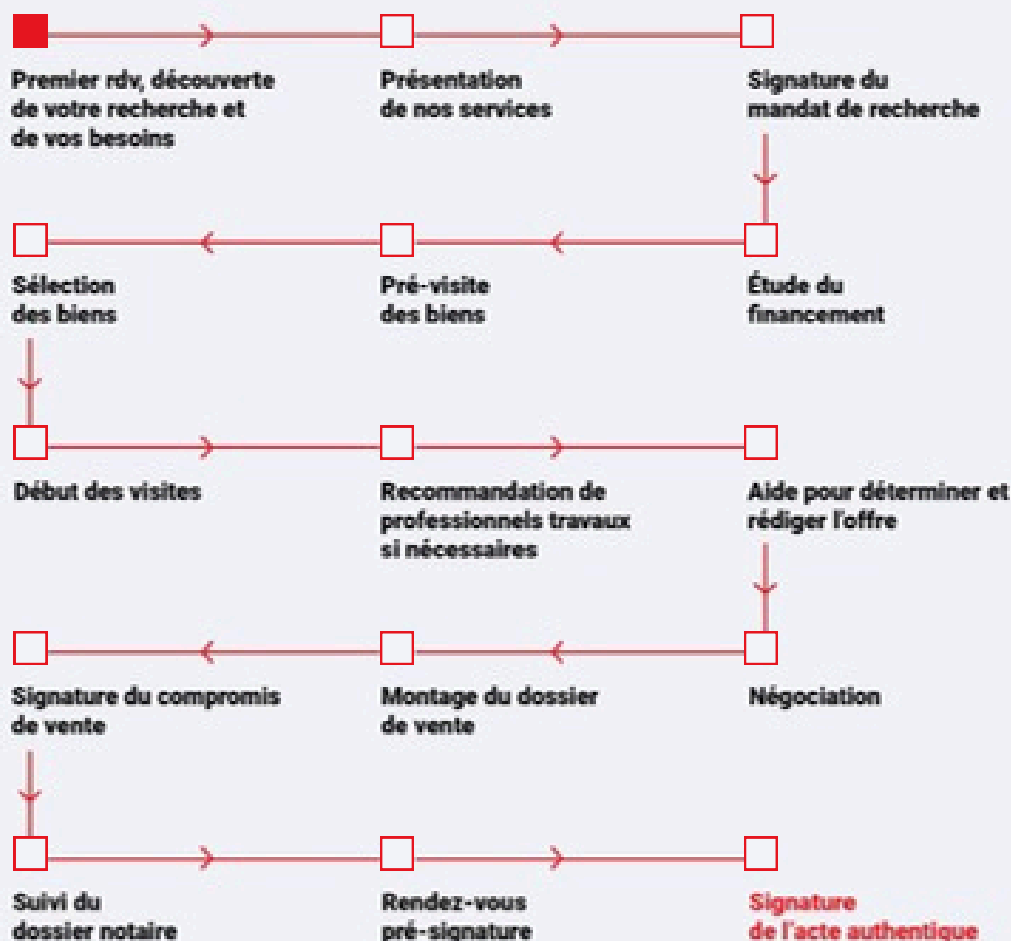 Premier rdv, découverte
de votre recherche et
de vos besoins
Présentation
de nos services
Signature du
mandat de recherche
Étude du
financement
Pré-visite
des biens
Sélection
des biens
Début des visites
Recommandation de
professionnels travaux
si nécessaires
Aide pour déterminer et
rédiger l'offre
Négociation
Montage du dossier
de vente
Signature du compromis
de vente
Suivi du
dossier notaire
Rendez-vous
pré-signature
Signature
de l'acte authentique